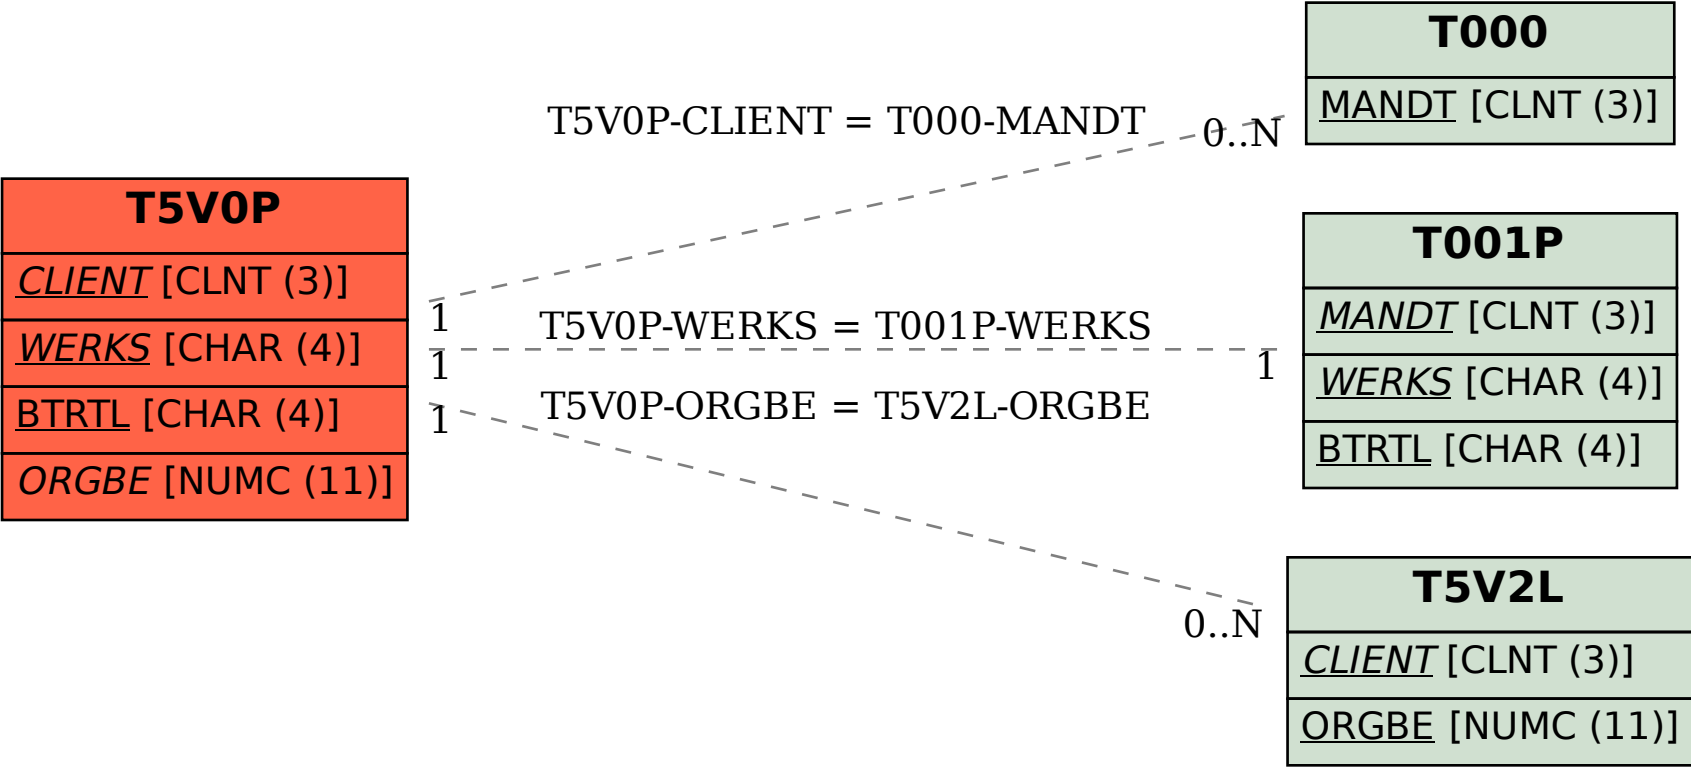 T5V0P
CLIENT [CLNT (3)]
WERKS [CHAR (4)]
BTRTL [CHAR (4)]
ORGBE [NUMC (11)]
T5V0P-CLIENT = T000-MANDT
0..N
1
T5V0P-WERKS = T001P-WERKS
1
1
T5V0P-ORGBE = T5V2L-ORGBE
1
0..N
T000
MANDT [CLNT (3)]
T001P
MANDT [CLNT (3)]
WERKS [CHAR (4)]
BTRTL [CHAR (4)]
T5V2L
CLIENT [CLNT (3)]
ORGBE [NUMC (11)]